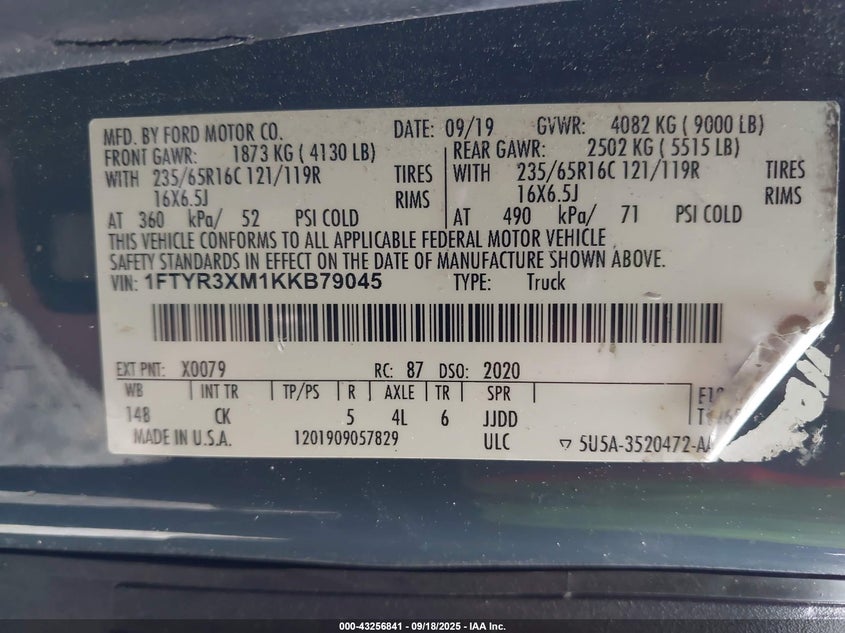 MFD. BY FORD MOTOR CO. DATE: 09/19 GVWR: 4082 KG ( 9000 LB)
FRONT GAWR: 1873 KG ( 4130 LB) REAR GAWR: 2502 KG ( 5515 LB)
WITH 235/65R16C 121/119R TIRES WITH 235/65R16C 121/119R TIRES
16X6.5J RIMS 16X6.5J RIMS
AT 360 kPa/ 52 PSI COLD AT 490 kPa/ 71 PSI COLD
THIS VEHICLE CONFORMS TO ALL APPLICABLE FEDERAL MOTOR VEHICLE
SAFETY STANDARDS IN EFFECT ON THE DATE OF MANUFACTURE SHOWN ABOVE.
VIN: 1FTYR3XM1KKB79045 TYPE: Truck
EXT PNT: X0079 RC: 87 DSO: 2020
WB INT TR TP/PS R AXLE TR SPR
148 CK 5 4L 6 JJDD
MADE IN U.S.A. 1201909057829 ULC ▽ 5U5A-3520472-AA
000-43256841 - 09/18/2025 - IAA Inc.